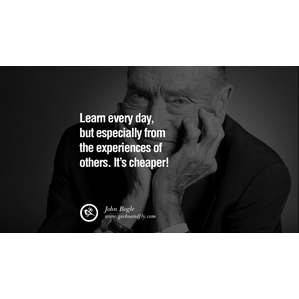 Learn every day,
but especially from
the experiences of
others. It's cheaper!
John Bogle
www.geckoandfly.com